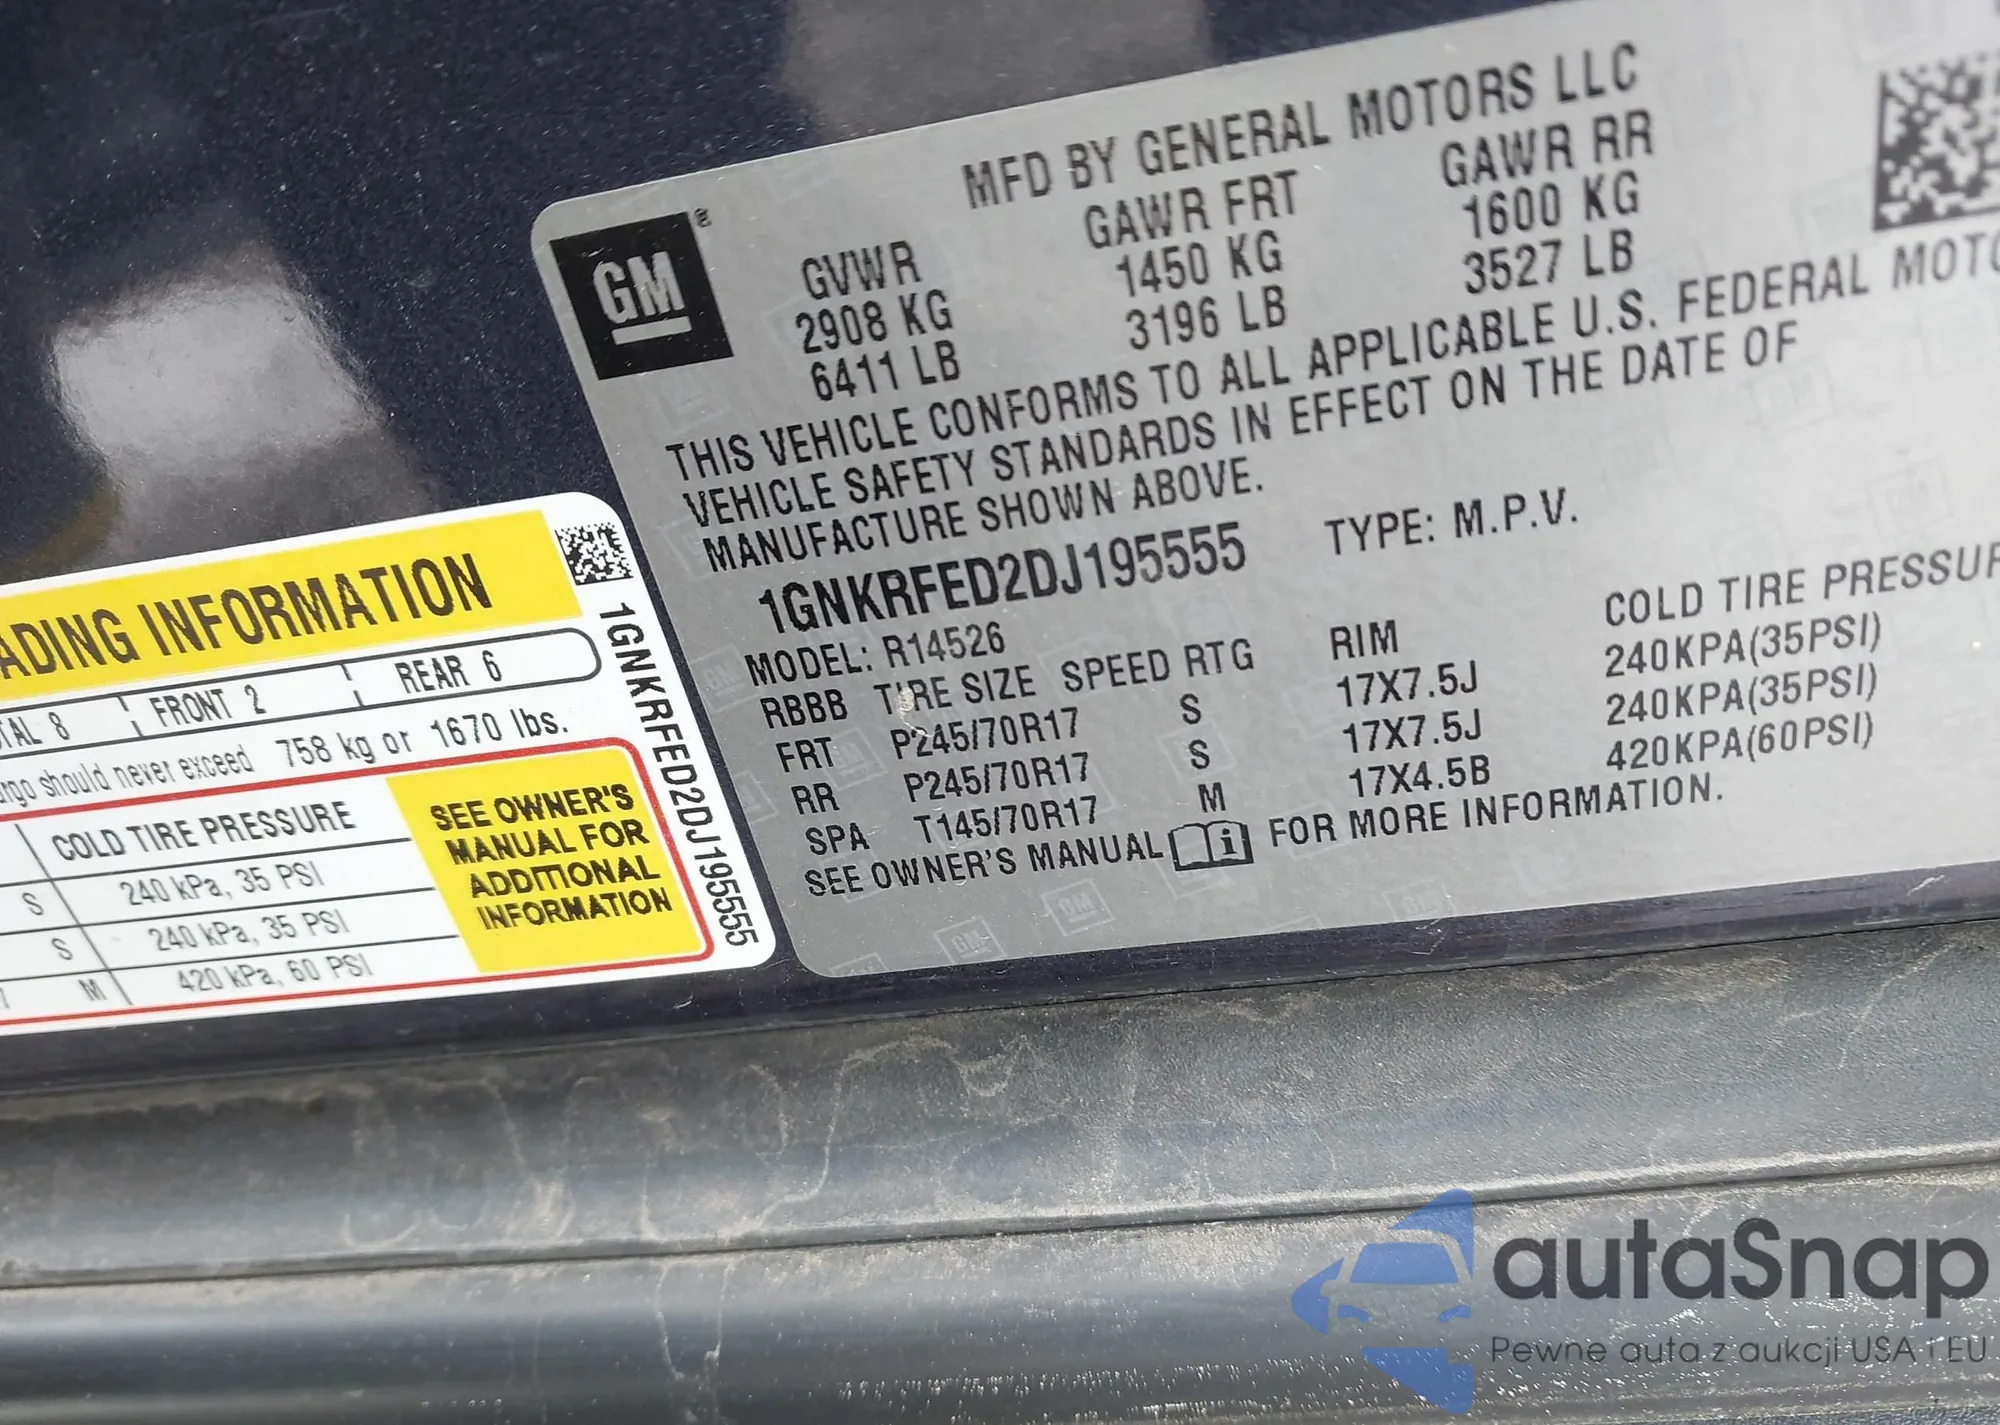 MFD BY GENERAL MOTORS LLC
GM®
GVWR GAWR FRT GAWR RR
2908 KG 1450 KG 1600 KG
6411 LB 3196 LB 3527 LB
THIS VEHICLE CONFORMS TO ALL APPLICABLE U.S. FEDERAL
VEHICLE SAFETY STANDARDS IN EFFECT ON THE DATE OF
MANUFACTURE SHOWN ABOVE.
1GNKRFED2DJ195555 TYPE: M.P.V.
MODEL: R14526
RBBB TIRE SIZE SPEED RTG RIM COLD TIRE
FRT P245/70R17 S 17X7.5J 240KPA(35PSI)
RR P245/70R17 S 17X7.5J 240KPA(35PSI)
SPA T145/70R17 M 17X4.5B 420KPA(60PSI)
SEE OWNER'S MANUAL i FOR MORE INFORMATION.
INFORMATION
8 FRONT 2 REAR 6
should never exceed 758 kg or 1670 lbs.
COLD TIRE PRESSURE
S 240 kPa, 35 PSI
S 240 kPa, 35 PSI
M 420 kPa, 60 PSI
SEE OWNER'S
MANUAL FOR
ADDITIONAL
INFORMATION
1GNKRFED2DJ195555
autaSnap
Pewne auta z aukcji USA i EU